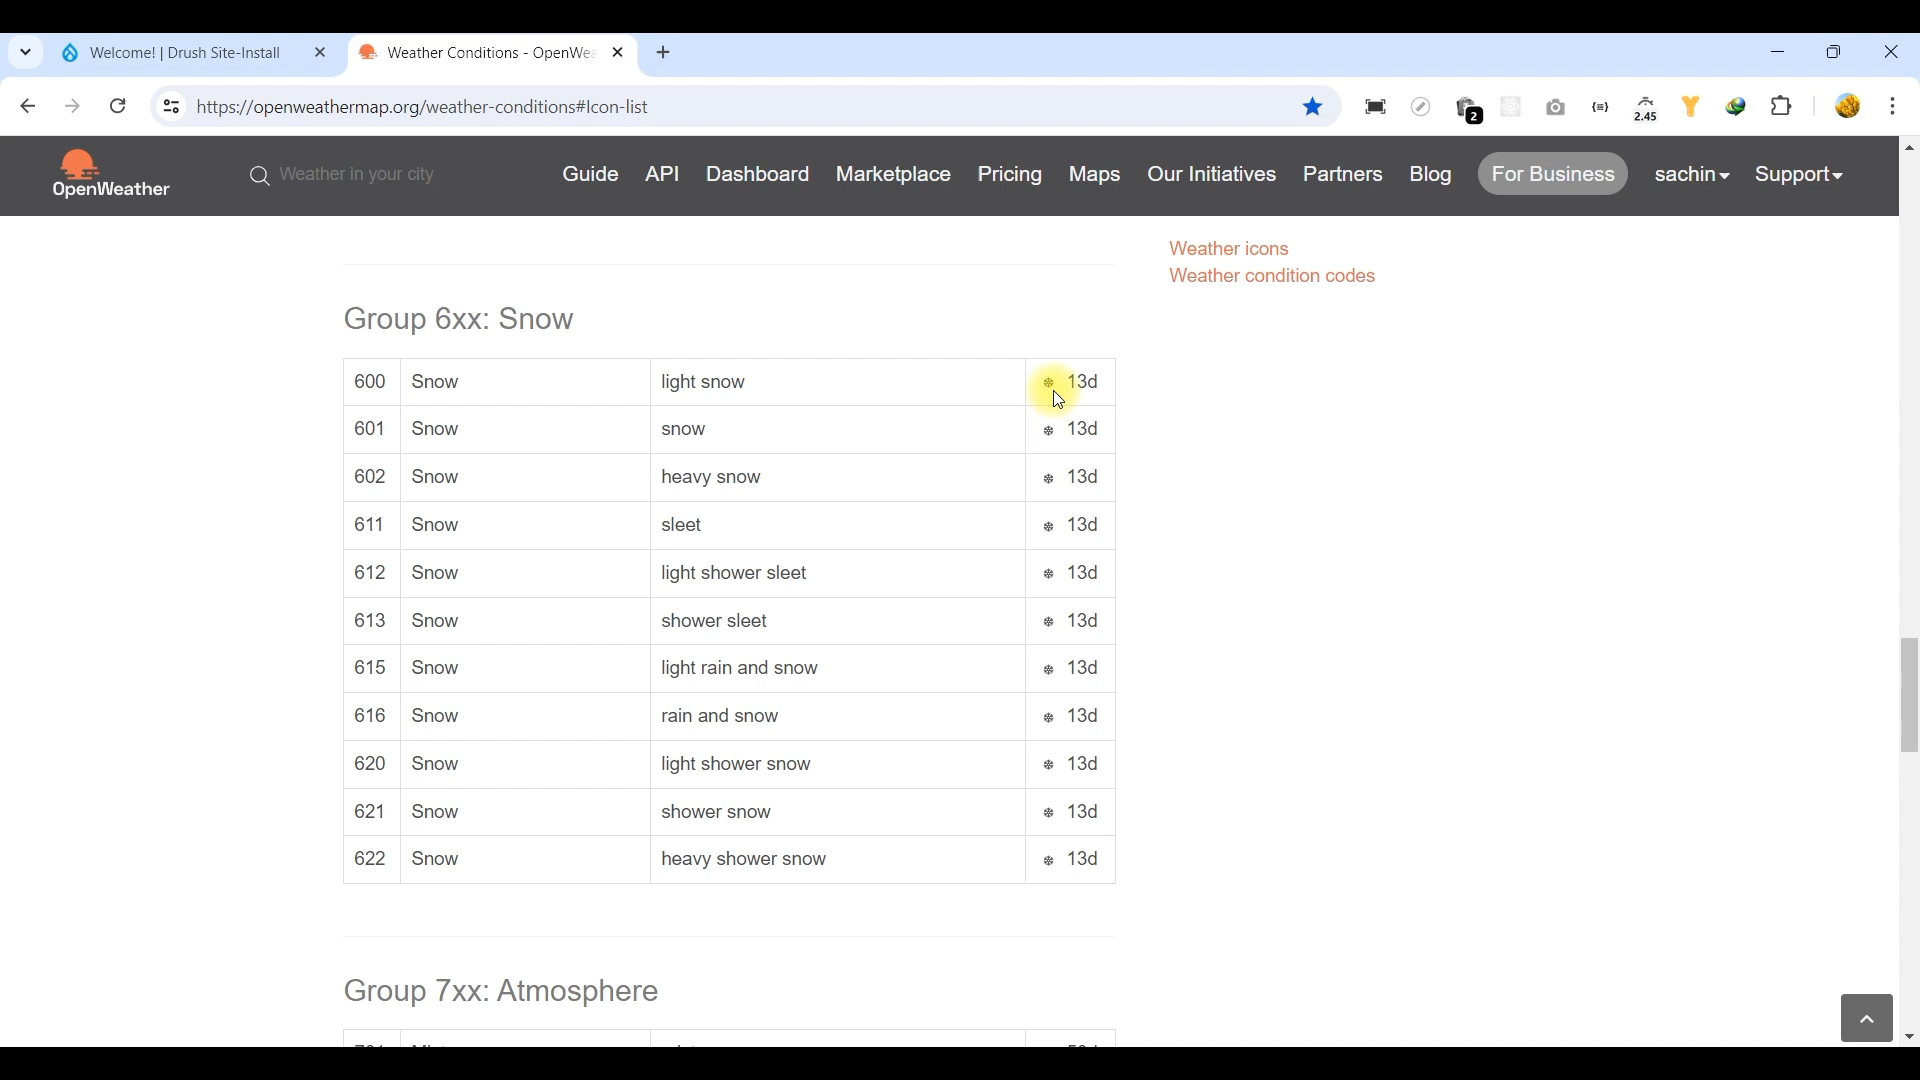 Welcome! | Drush Site-Install
Weather Conditions - OpenWea
https://openweathermap.org/weather-conditions#Icon-list
2
2.45
OpenWeather
Weather in your city
Guide API Dashboard Marketplace Pricing Maps Our Initiatives Partners Blog For Business sachin Support
Weather icons
Weather condition codes
Group 6xx: Snow
600 Snow light snow 13d
601 Snow snow 13d
602 Snow heavy snow 13d
611 Snow sleet 13d
612 Snow light shower sleet 13d
613 Snow shower sleet 13d
615 Snow light rain and snow 13d
616 Snow rain and snow 13d
620 Snow light shower snow 13d
621 Snow shower snow 13d
622 Snow heavy shower snow 13d
Group 7xx: Atmosphere